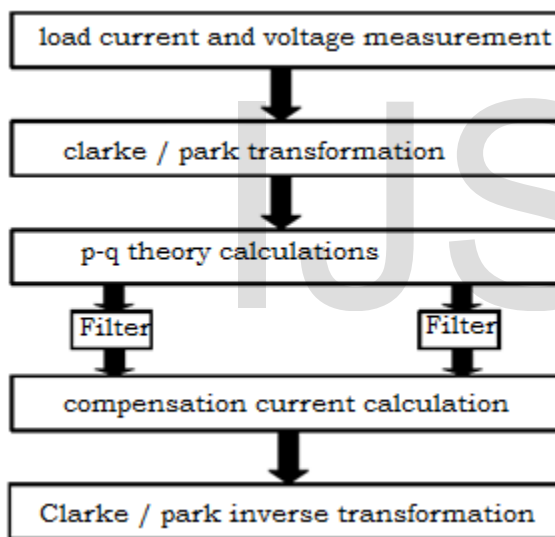 load current and voltage measurement
clarke / park transformation
p-q theory calculations
Filter Filter
compensation current calculation
Clarke / park inverse transformation
IJS